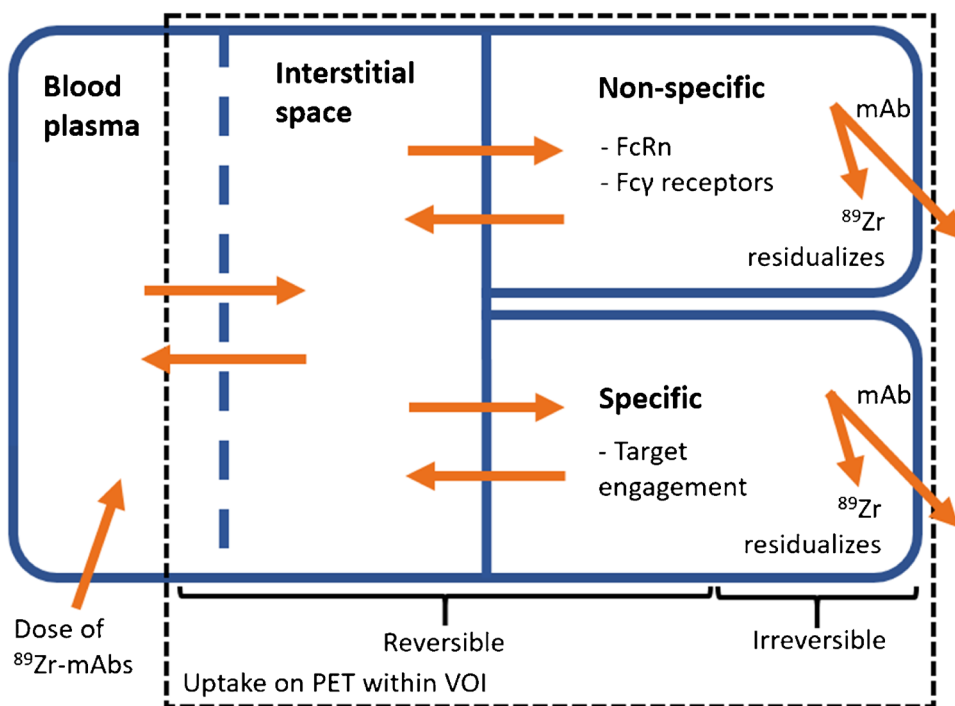 Blood
plasma
Interstitial
space
Non-specific
- FcRn
- Fcγ receptors
mAb
⁸⁹Zr
residualizes
Specific
- Target
engagement
mAb
⁸⁹Zr
residualizes
Dose of
⁸⁹Zr-mAbs
Reversible
Irreversible
Uptake on PET within VOI